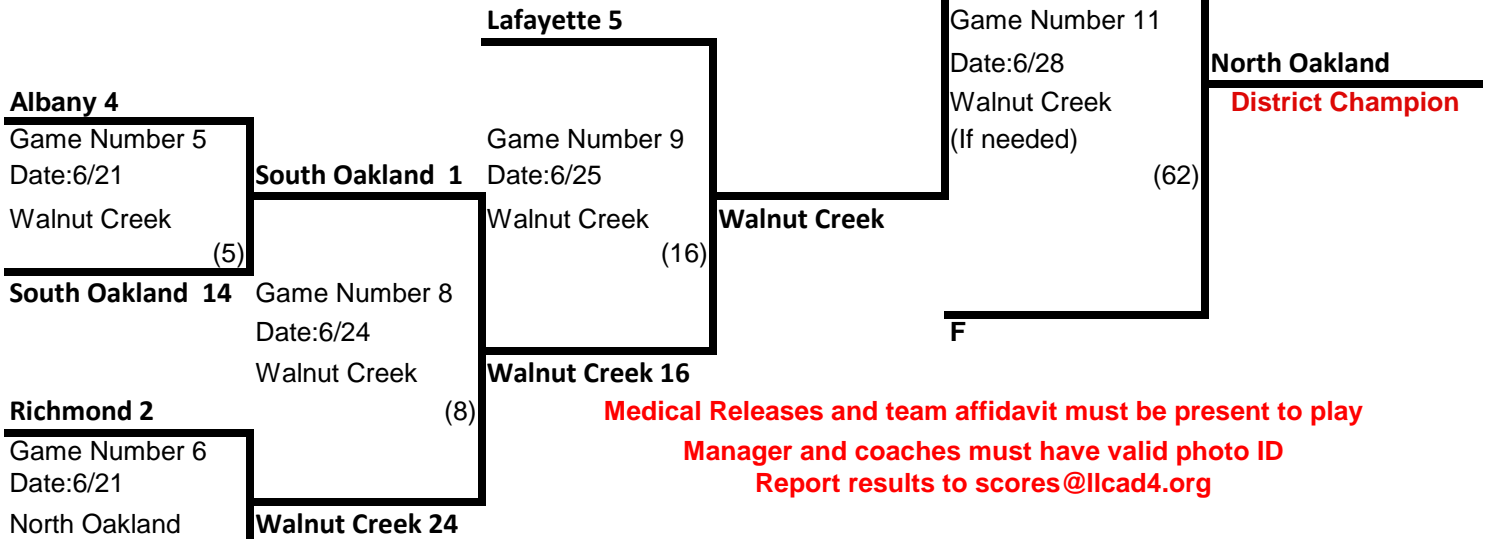 Lafayette 5
Game Number 11
Date:6/28
North Oakland
Albany 4
Walnut Creek
District Champion
Game Number 5
Game Number 9
(If needed)
Date:6/21
South Oakland 1
Date:6/25
(62)
Walnut Creek
Walnut Creek
Walnut Creek
(5)
(16)
South Oakland 14
Game Number 8
Date:6/24
F
Walnut Creek
Walnut Creek 16
Richmond 2
(8)
Medical Releases and team affidavit must be present to play
Game Number 6
Manager and coaches must have valid photo ID
Date:6/21
Report results to scores@llcad4.org
North Oakland
Walnut Creek 24